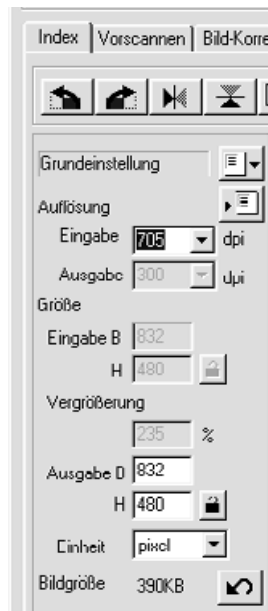 Index Vorscannen Bild-Korre
Grundeinstellung
Auflösung
Eingabe 705 dpi
Ausgabe 300 dpi
Größe
Eingabe B 832
H 480
Vergrößerung
235 %
Ausgabe B 832
H 480
Einheit pixel
Bildgröße 390KB